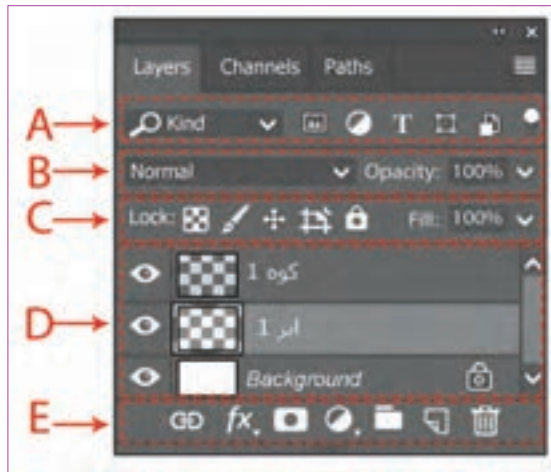 Layers Channels Paths
A Kind
B Normal Opacity: 100%
C Lock: Fill: 100%
کوه 1
D ابر 1
Background
E fx